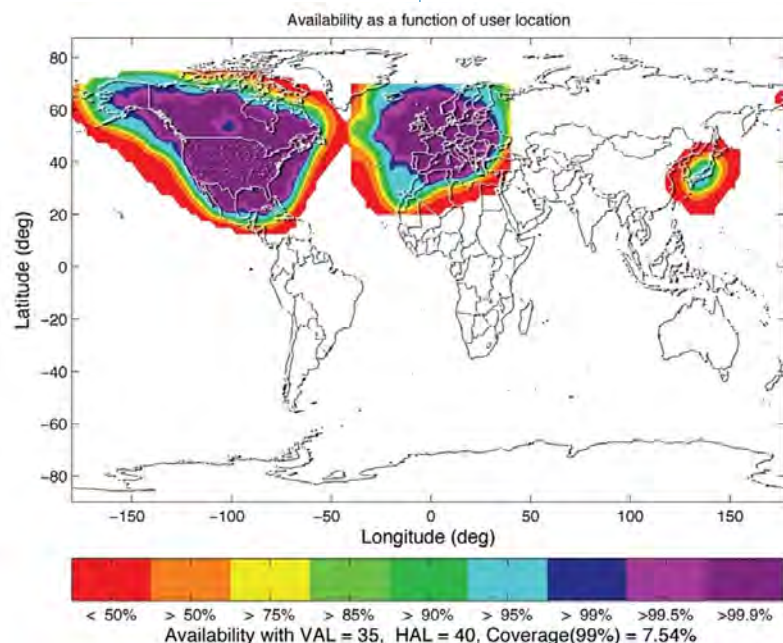 Availability as a function of user location
80
60
40
20
0
−20
−40
−60
−80
Latitude (deg)
−150 −100 −50 0 50 100 150
Longitude (deg)
< 50% > 50% > 75% > 85% > 90% > 95% > 99% >99.5% >99.9%
Availability with VAL = 35, HAL = 40, Coverage(99%) = 7.54%